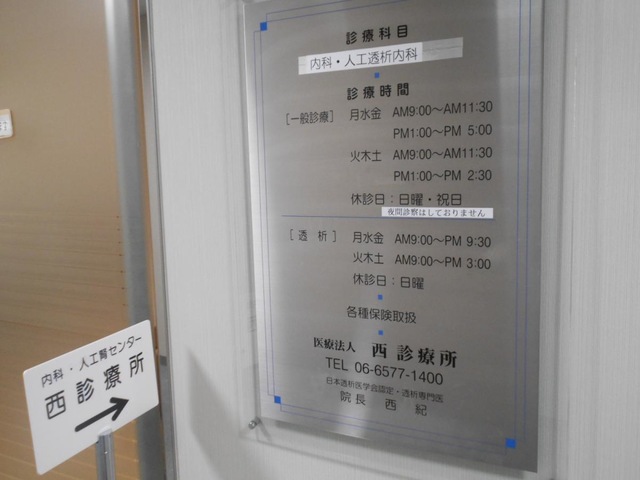 診療科目
内科・人工透析内科
診療時間
[一般診療] 月水金 AM9:00～AM11:30
PM1:00～PM 5:00
火木土 AM9:00～AM11:30
PM1:00～PM 2:30
休診日：日曜・祝日
夜間診察はしておりません
[透析] 月水金 AM9:00～PM 9:30
火木土 AM9:00～PM 3:00
休診日：日曜
各種保険取扱
医療法人 西診療所
TEL 06-6577-1400
日本透析医学会認定・透析専門医
院長 西 紀
内科・人工腎センター
西診療所